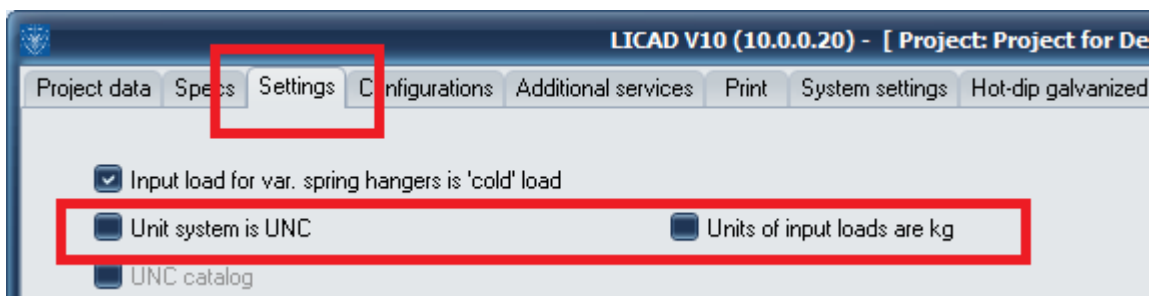 LICAD V10 (10.0.0.20) - [ Project: Project for De
Project data Specs Settings Configurations Additional services Print System settings Hot-dip galvanized
Input load for var. spring hangers is 'cold' load
Unit system is UNC Units of input loads are kg
UNC catalog